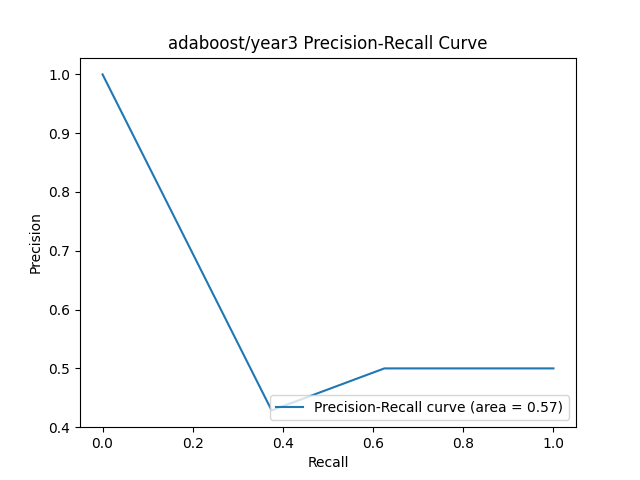 adaboost/year3 Precision-Recall Curve
1.0
0.9
0.8
0.7
0.6
0.5
0.4
Precision
Precision-Recall curve (area = 0.57)
0.0 0.2 0.4 0.6 0.8 1.0
Recall